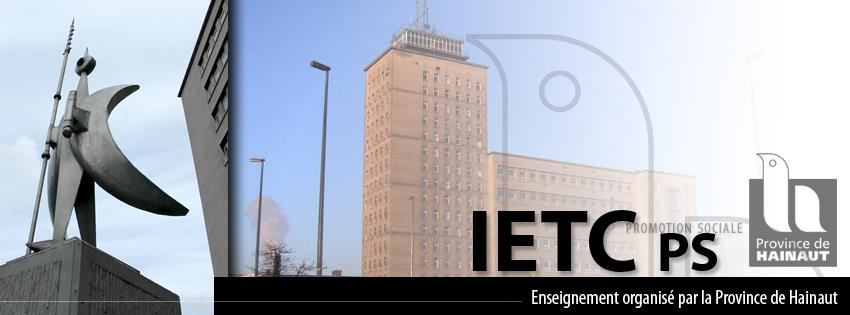 PROMOTION SOCIALE
IETC PS
Province de
HAINAUT
Enseignement organisé par la Province de Hainaut